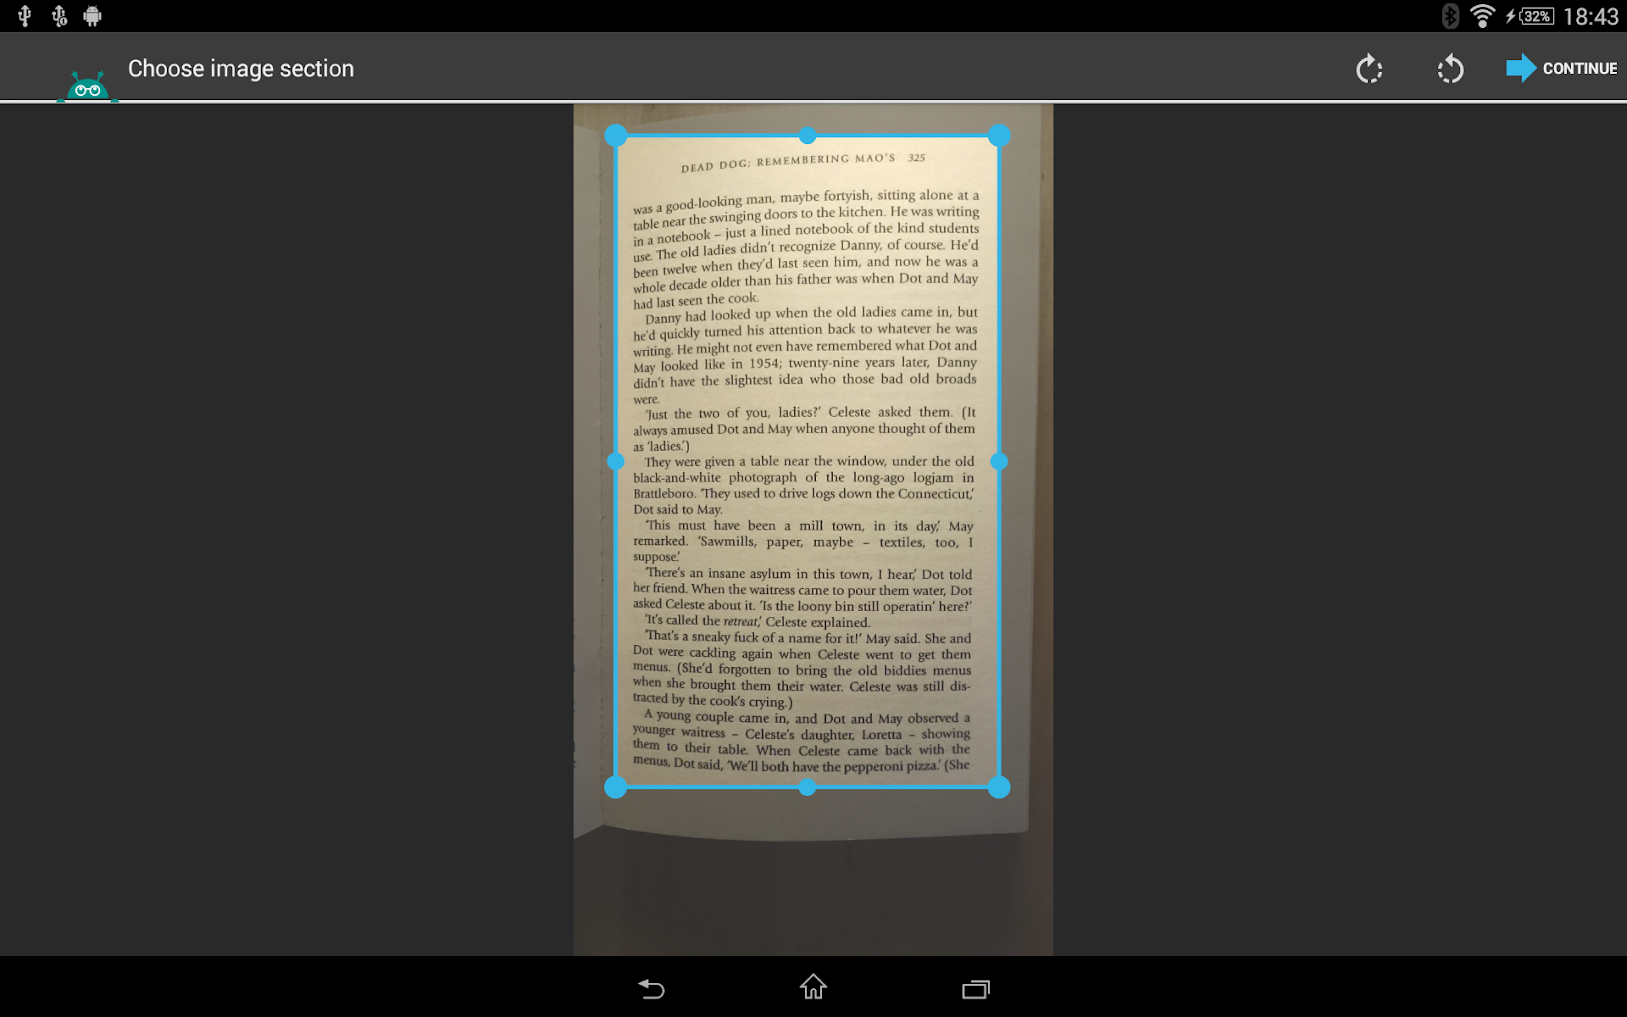 32%
18:43
Choose image section
CONTINUE
DEAD DOG: REMEMBERING MAO'S 325
was a good-looking man, maybe fortyish, sitting alone at a
table near the swinging doors to the kitchen. He was writing
in a notebook – just a lined notebook of the kind students
use. The old ladies didn't recognize Danny, of course. He'd
been twelve when they'd last seen him, and now he was a
whole decade older than his father was when Dot and May
had last seen the cook.
Danny had looked up when the old ladies came in, but
he'd quickly turned his attention back to whatever he was
writing. He might not even have remembered what Dot and
May looked like in 1954; twenty-nine years later, Danny
didn't have the slightest idea who those bad old broads
were.
'Just the two of you, ladies?' Celeste asked them. (It
always amused Dot and May when anyone thought of them
as 'ladies.')
They were given a table near the window, under the old
black-and-white photograph of the long-ago logjam in
Brattleboro. 'They used to drive logs down the Connecticut,'
Dot said to May.
'This must have been a mill town, in its day,' May
remarked. 'Sawmills, paper, maybe – textiles, too, I
suppose.'
'There's an insane asylum in this town, I hear,' Dot told
her friend. When the waitress came to pour them water, Dot
asked Celeste about it. 'Is the loony bin still operatin' here?'
'It's called the retreat,' Celeste explained.
'That's a sneaky fuck of a name for it!' May said. She and
Dot were cackling again when Celeste went to get them
menus. (She'd forgotten to bring the old biddies menus
when she brought them their water. Celeste was still dis-
tracted by the cook's crying.)
A young couple came in, and Dot and May observed a
younger waitress – Celeste's daughter, Loretta – showing
them to their table. When Celeste came back with the
menus, Dot said, 'We'll both have the pepperoni pizza.' (She